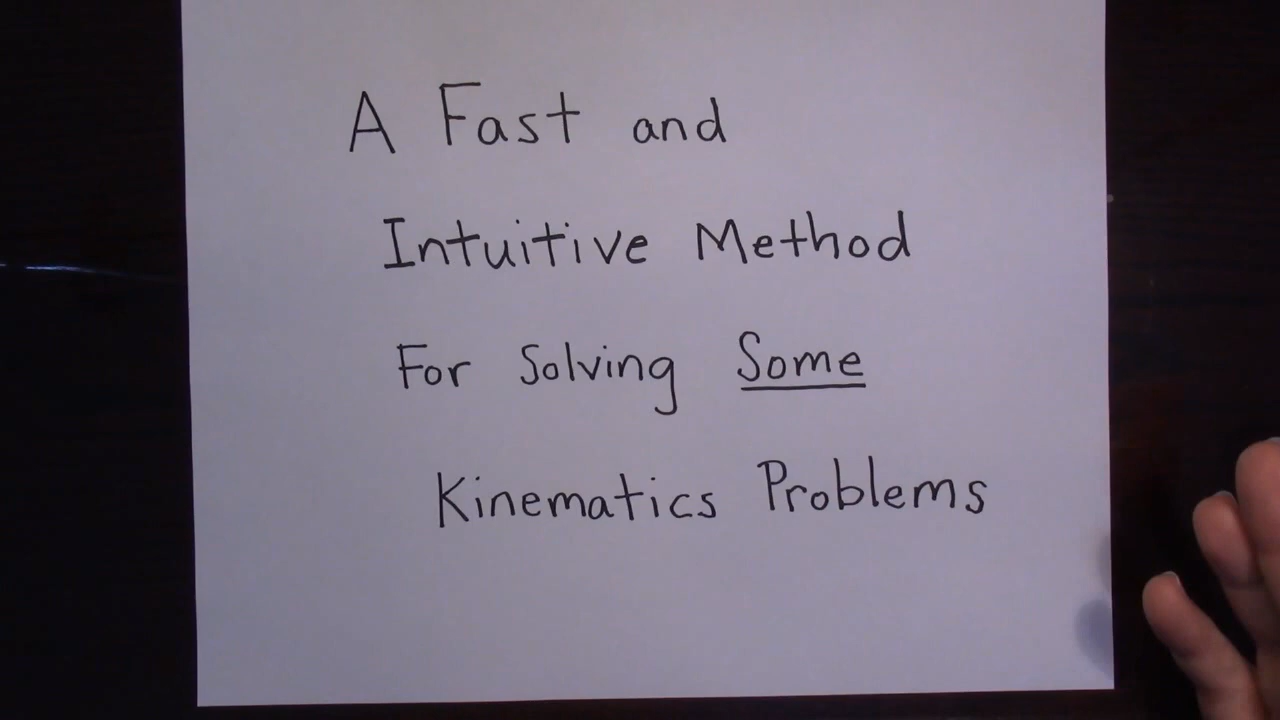 A Fast and
Intuitive Method
For Solving Some
Kinematics Problems